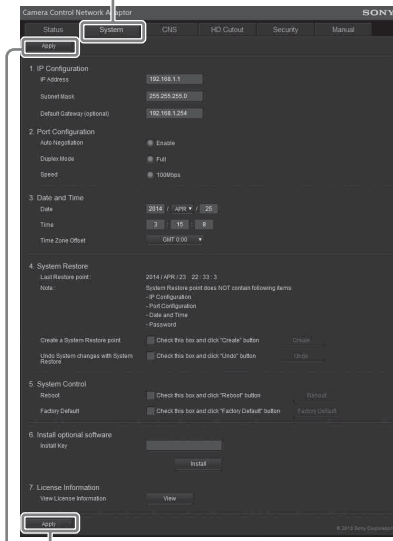 Camera Control Network Adaptor SONY
Status System CNS HD Cutout Security Manual
Apply
1. IP Configuration
IP Address 192.168.1.1
Subnet Mask 255.255.255.0
Default Gateway (optional) 192.168.1.254
2. Port Configuration
Auto Negotiation Enable
Duplex Mode Full
Speed 100Mbps
3. Date and Time
Date 2014 / APR / 25
Time 3 : 15 : 8
Time Zone Offset GMT 0:00
4. System Restore
Last Restore point : 2014 / APR / 23 22 : 33 : 3
Note : System Restore point does NOT contain following items
- IP Configuration
- Port Configuration
- Date and Time
- Password
Create a System Restore point Check this box and click "Create" button Create
Undo System changes with System Restore Check this box and click "Undo" button Undo
5. System Control
Reboot Check this box and click "Reboot" button Reboot
Factory Default Check this box and click "Factory Default" button Factory Default
6. Install optional software
Install Key
Install
7. License Information
View License Information View
Apply
© 2013 Sony Corporation